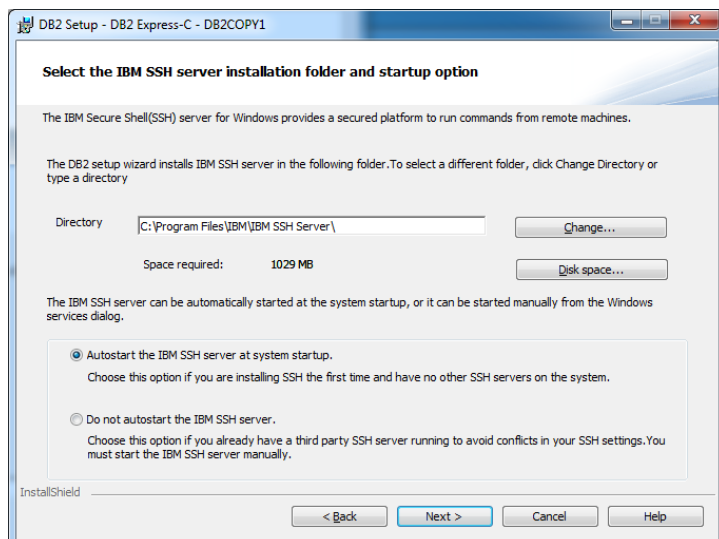 DB2 Setup - DB2 Express-C - DB2COPY1
Select the IBM SSH server installation folder and startup option
The IBM Secure Shell(SSH) server for Windows provides a secured platform to run commands from remote machines.
The DB2 setup wizard installs IBM SSH server in the following folder.To select a different folder, click Change Directory or
type a directory
Directory
C:\Program Files\IBM\IBM SSH Server\
Change...
Space required: 1029 MB
Disk space...
The IBM SSH server can be automatically started at the system startup, or it can be started manually from the Windows
services dialog.
Autostart the IBM SSH server at system startup.
Choose this option if you are installing SSH the first time and have no other SSH servers on the system.
Do not autostart the IBM SSH server.
Choose this option if you already have a third party SSH server running to avoid conflicts in your SSH settings.You
must start the IBM SSH server manually.
InstallShield
< Back Next > Cancel Help